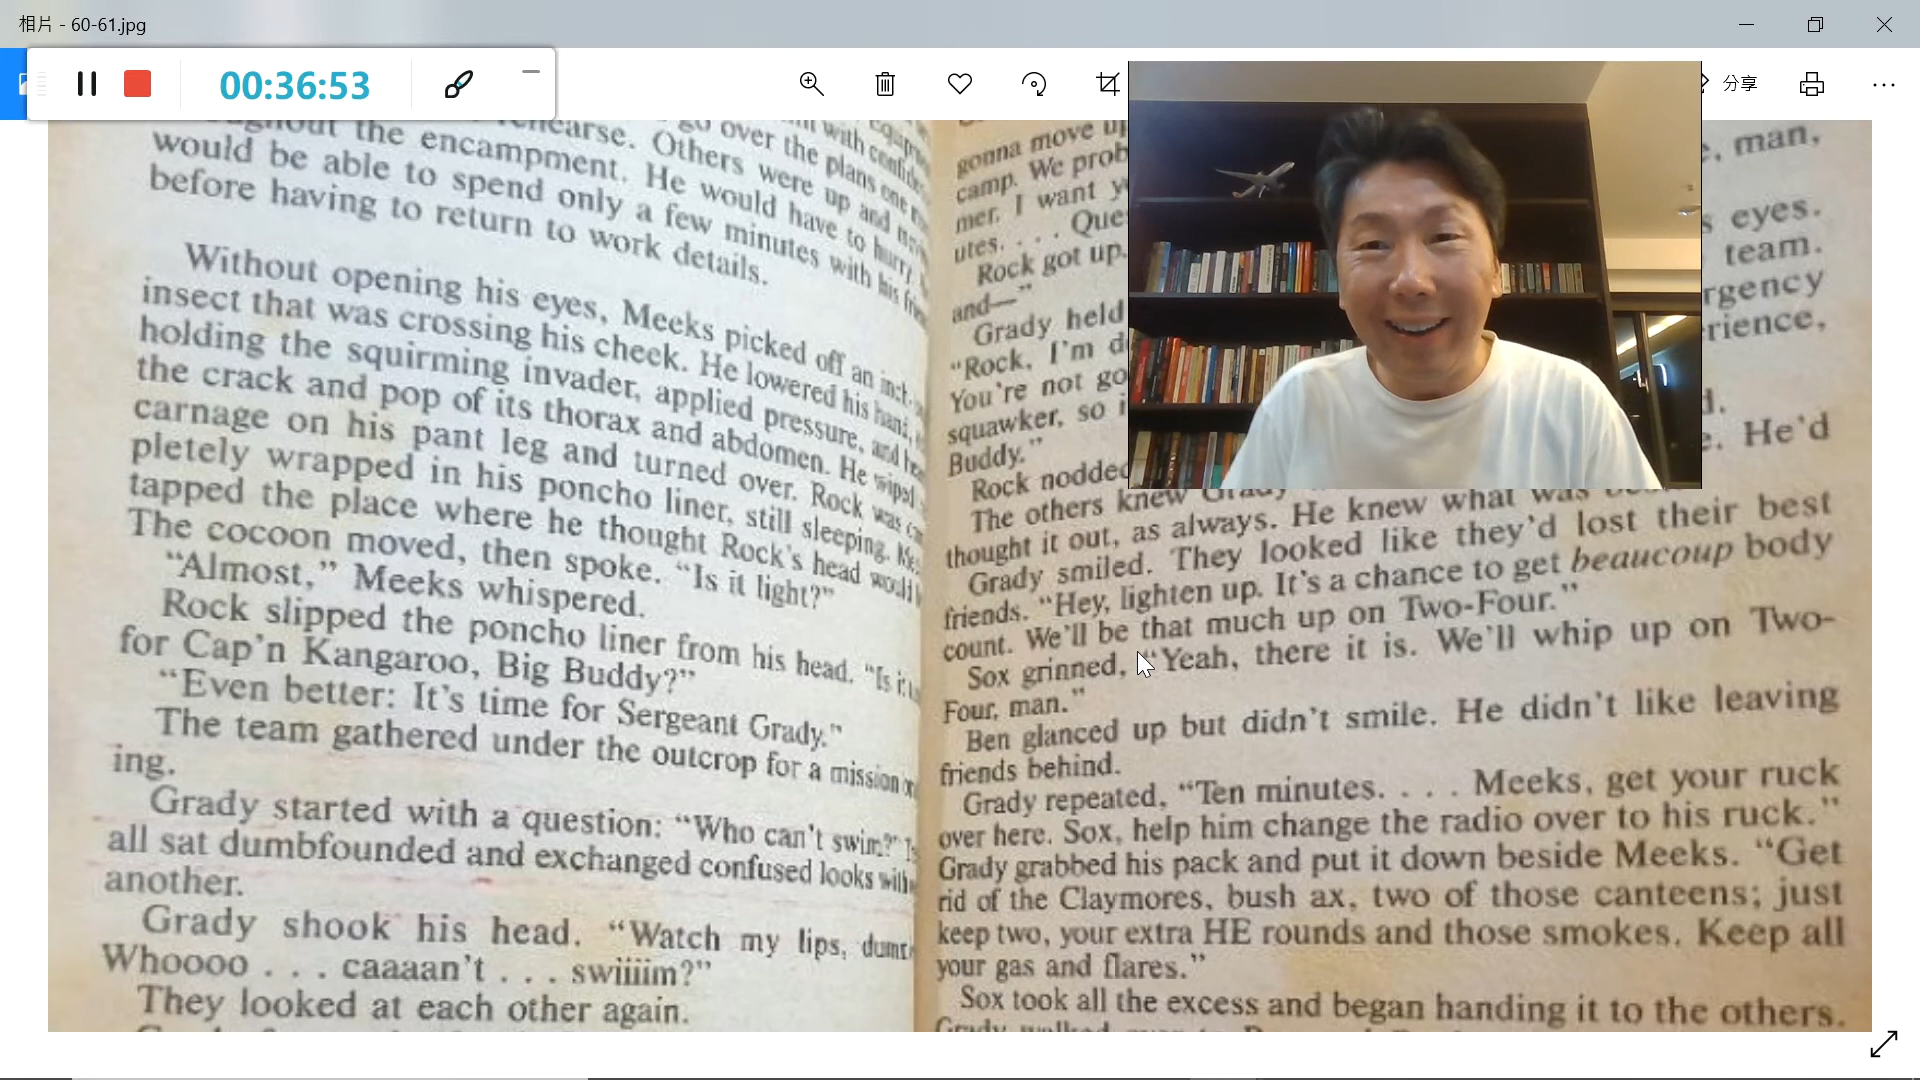 相片 - 60-61.jpg
00:36:53
分享
the encampment. He would have to hurry
would be able to spend only a few minutes with his
before having to return to work details.
Without opening his eyes, Meeks picked off an
insect that was crossing his cheek. He lowered his hand,
holding the squirming invader, applied pressure, and
the crack and pop of its thorax and abdomen. He wiped
carnage on his pant leg and turned over. Rock was
pletely wrapped in his poncho liner, still sleeping.
tapped the place where he thought Rock's head would
The cocoon moved, then spoke. "Is it light?"
"Almost," Meeks whispered.
Rock slipped the poncho liner from his head.
for Cap'n Kangaroo, Big Buddy?"
"Even better: It's time for Sergeant Grady."
The team gathered under the outcrop for a mission
ing.
Grady started with a question: "Who can't swim?"
all sat dumbfounded and exchanged confused looks with
another.
Grady shook his head. "Watch my lips,
Whoooo . . . caaaan't . . . swiiiim?"
They looked at each other again.
gonna move up
camp. We
mer. I want
utes. . . .
Rock got up.
and—"
Grady held
"Rock, I'm
You're not
squawker, so
Buddy."
Rock nodded
man,
eyes.
team.
He'd
The others knew Grady
thought it out, as always. He knew what was
Grady smiled. They looked like they'd lost their best
friends. "Hey, lighten up. It's a chance to get beaucoup body
count. We'll be that much up on Two-Four."
Sox grinned, "Yeah, there it is. We'll whip up on Two-
Four, man."
Ben glanced up but didn't smile. He didn't like leaving
friends behind.
Grady repeated, "Ten minutes. . . . Meeks, get your ruck
over here. Sox, help him change the radio over to his ruck."
Grady grabbed his pack and put it down beside Meeks. "Get
rid of the Claymores, bush ax, two of those canteens; just
keep two, your extra HE rounds and those smokes. Keep all
your gas and flares."
Sox took all the excess and began handing it to the others.